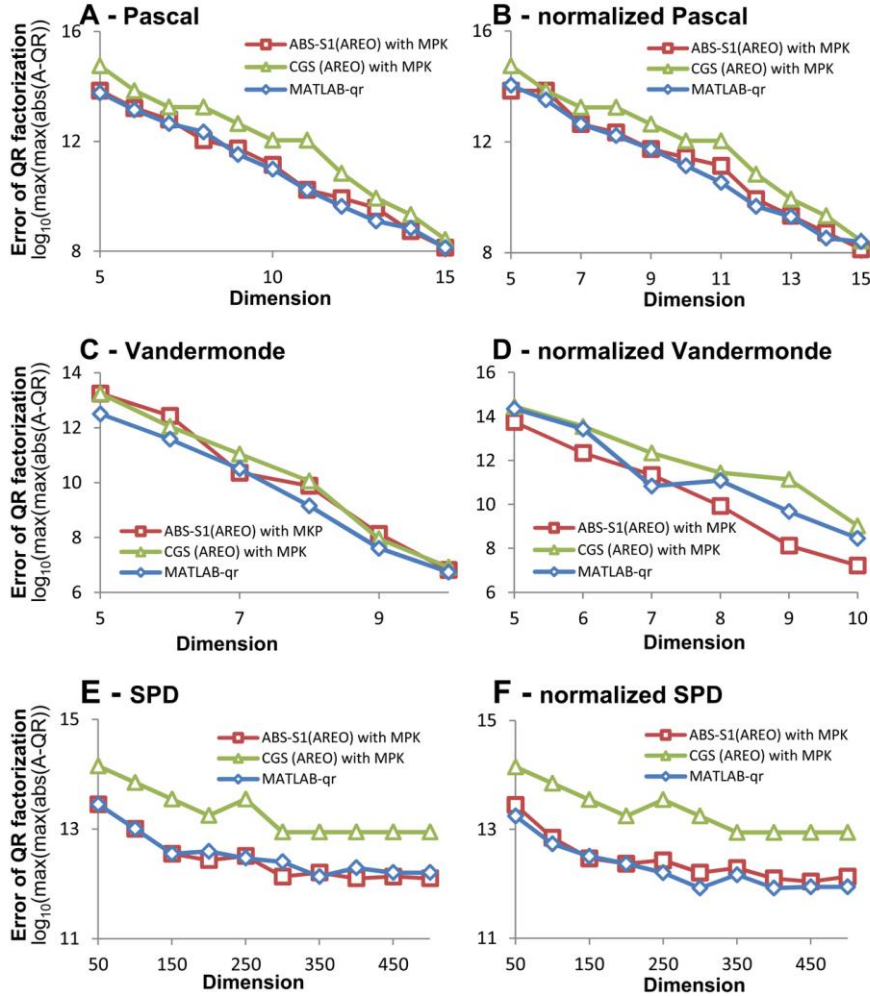 A - Pascal
16
12
8
5
10
15
ABS-S1(AREO) with MPK
CGS (AREO) with MPK
MATLAB-qr
Error of QR factorization
log10(max(max(abs(A-QR))
Dimension
B - normalized Pascal
16
12
8
5
7
9
11
13
15
ABS-S1(AREO) with MPK
CGS (AREO) with MPK
MATLAB-qr
Dimension
C - Vandermonde
14
12
10
8
6
5
7
9
ABS-S1(AREO) with MKP
CGS (AREO) with MPK
MATLAB-qr
Error of QR factorization
log10(max(max(abs(A-QR))
Dimension
D - normalized Vandermonde
16
14
12
10
8
6
5
6
7
8
9
10
ABS-S1(AREO) with MPK
CGS (AREO) with MPK
MATLAB-qr
Dimension
E - SPD
15
13
11
50
150
250
350
450
ABS-S1(AREO) with MPK
CGS (AREO) with MPK
MATLAB-qr
Error of QR factorization
log10(max(max(abs(A-QR))
Dimension
F - normalized SPD
15
13
11
50
150
250
350
450
ABS-S1(AREO) with MPK
CGS (AREO) with MPK
MATLAB-qr
Dimension